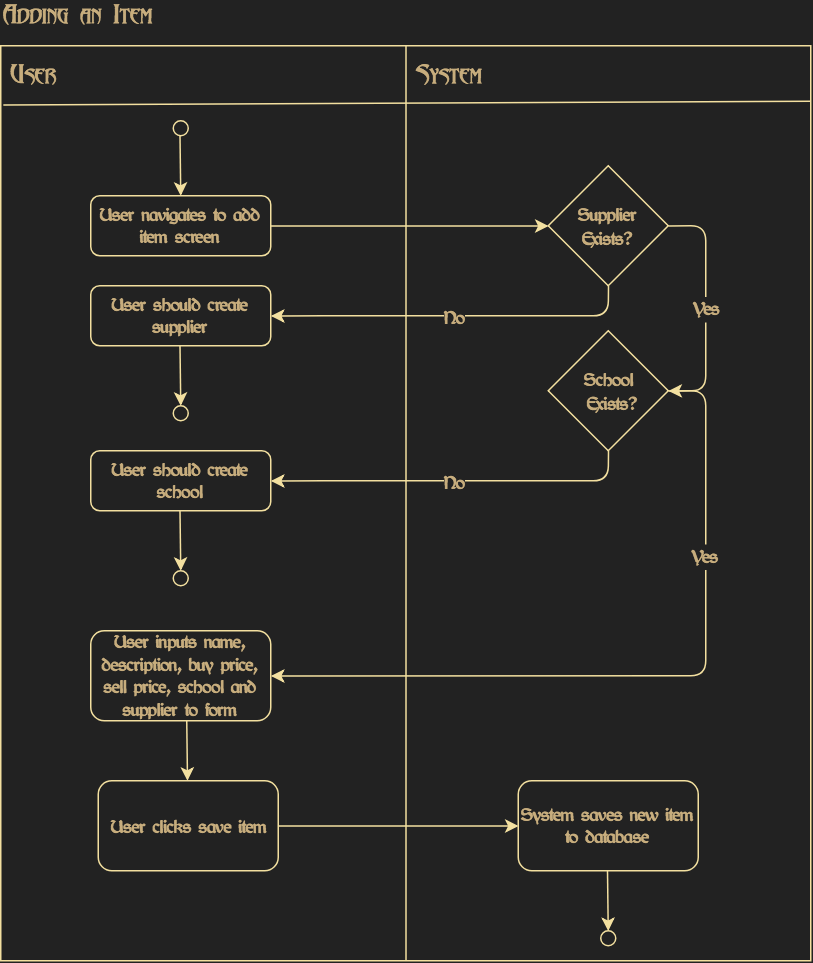 Adding an Item
User
System
User navigates to add
item screen
Supplier
Exists?
User should create
supplier
No
Yes
School
Exists?
User should create
school
No
Yes
User inputs name,
description, buy price,
sell price, school and
supplier to form
User clicks save item
System saves new item
to database